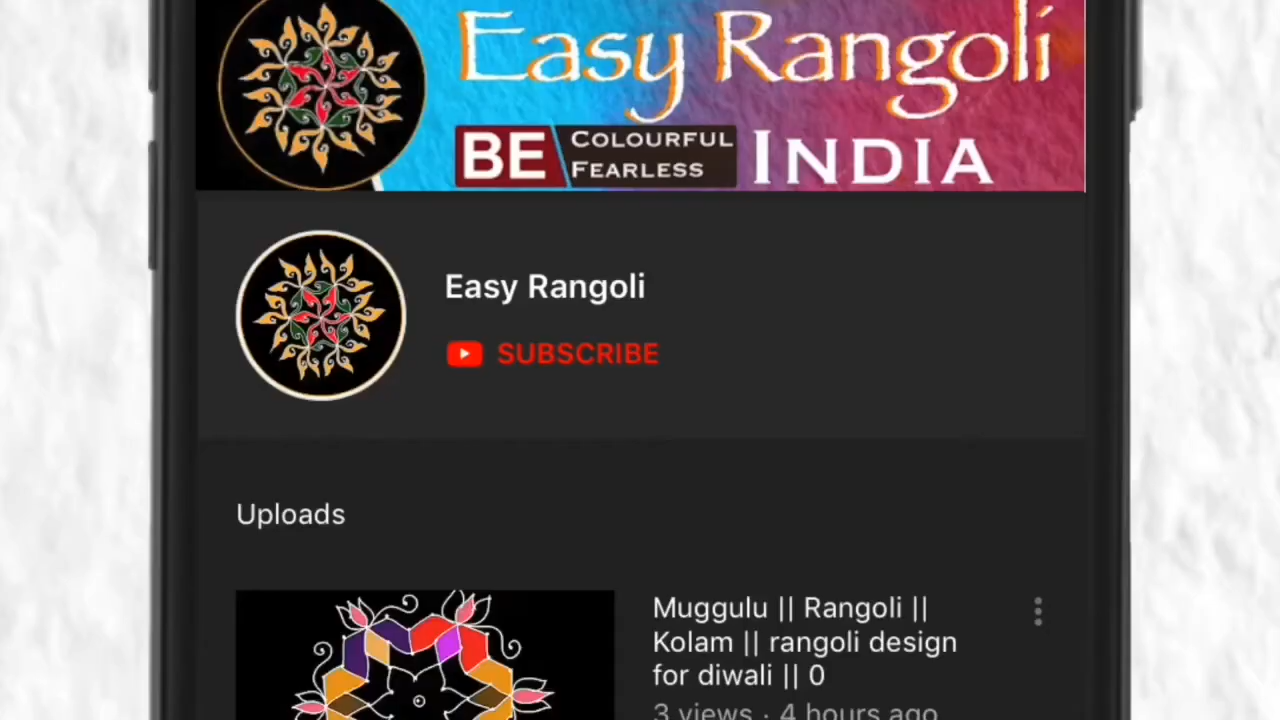 Easy Rangoli
BE COLOURFUL FEARLESS INDIA
Easy Rangoli
SUBSCRIBE
Uploads
Muggulu || Rangoli ||
Kolam || rangoli design
for diwali || 0
3 views · 4 hours ago